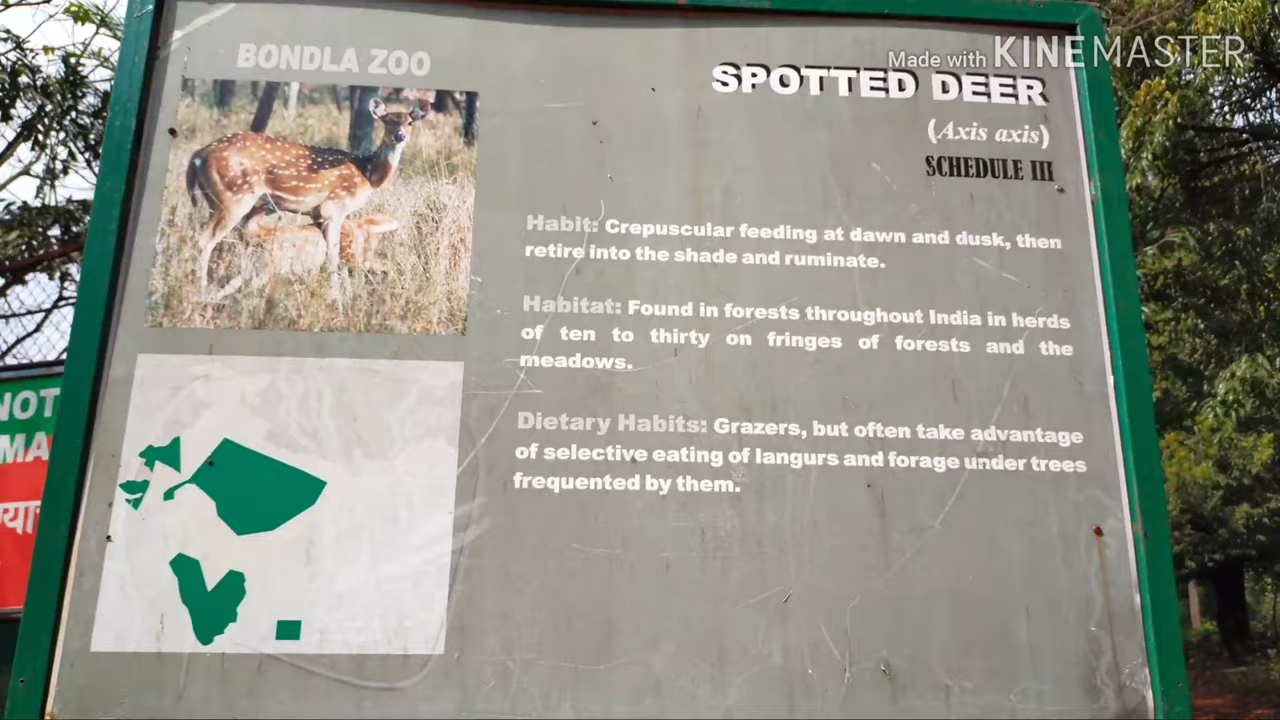 Made with KINEMASTER
BONDLA ZOO
SPOTTED DEER
(Axis axis)
SCHEDULE III
Habit: Crepuscular feeding at dawn and dusk, then
retire into the shade and ruminate.
Habitat: Found in forests throughout India in herds
of ten to thirty on fringes of forests and the
meadows.
Dietary Habits: Grazers, but often take advantage
of selective eating of langurs and forage under trees
frequented by them.
NOT